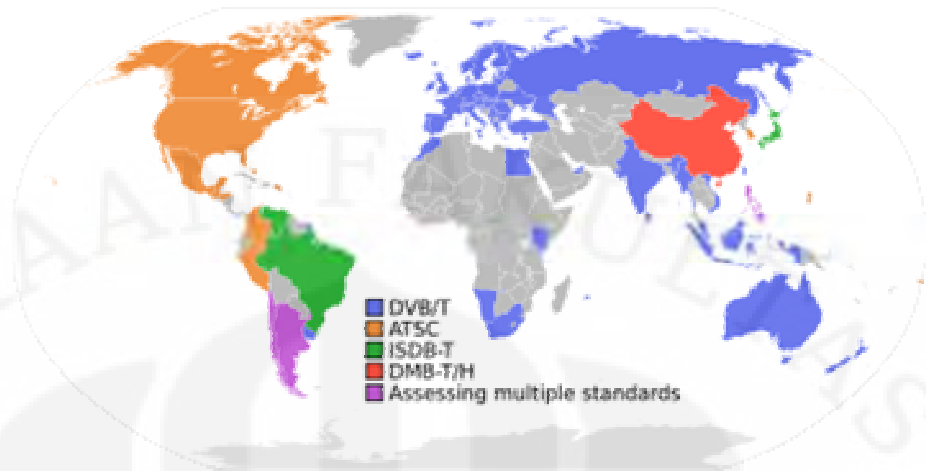 DVB/T
ATSC
ISDB-T
DMB-T/H
Assessing multiple standards